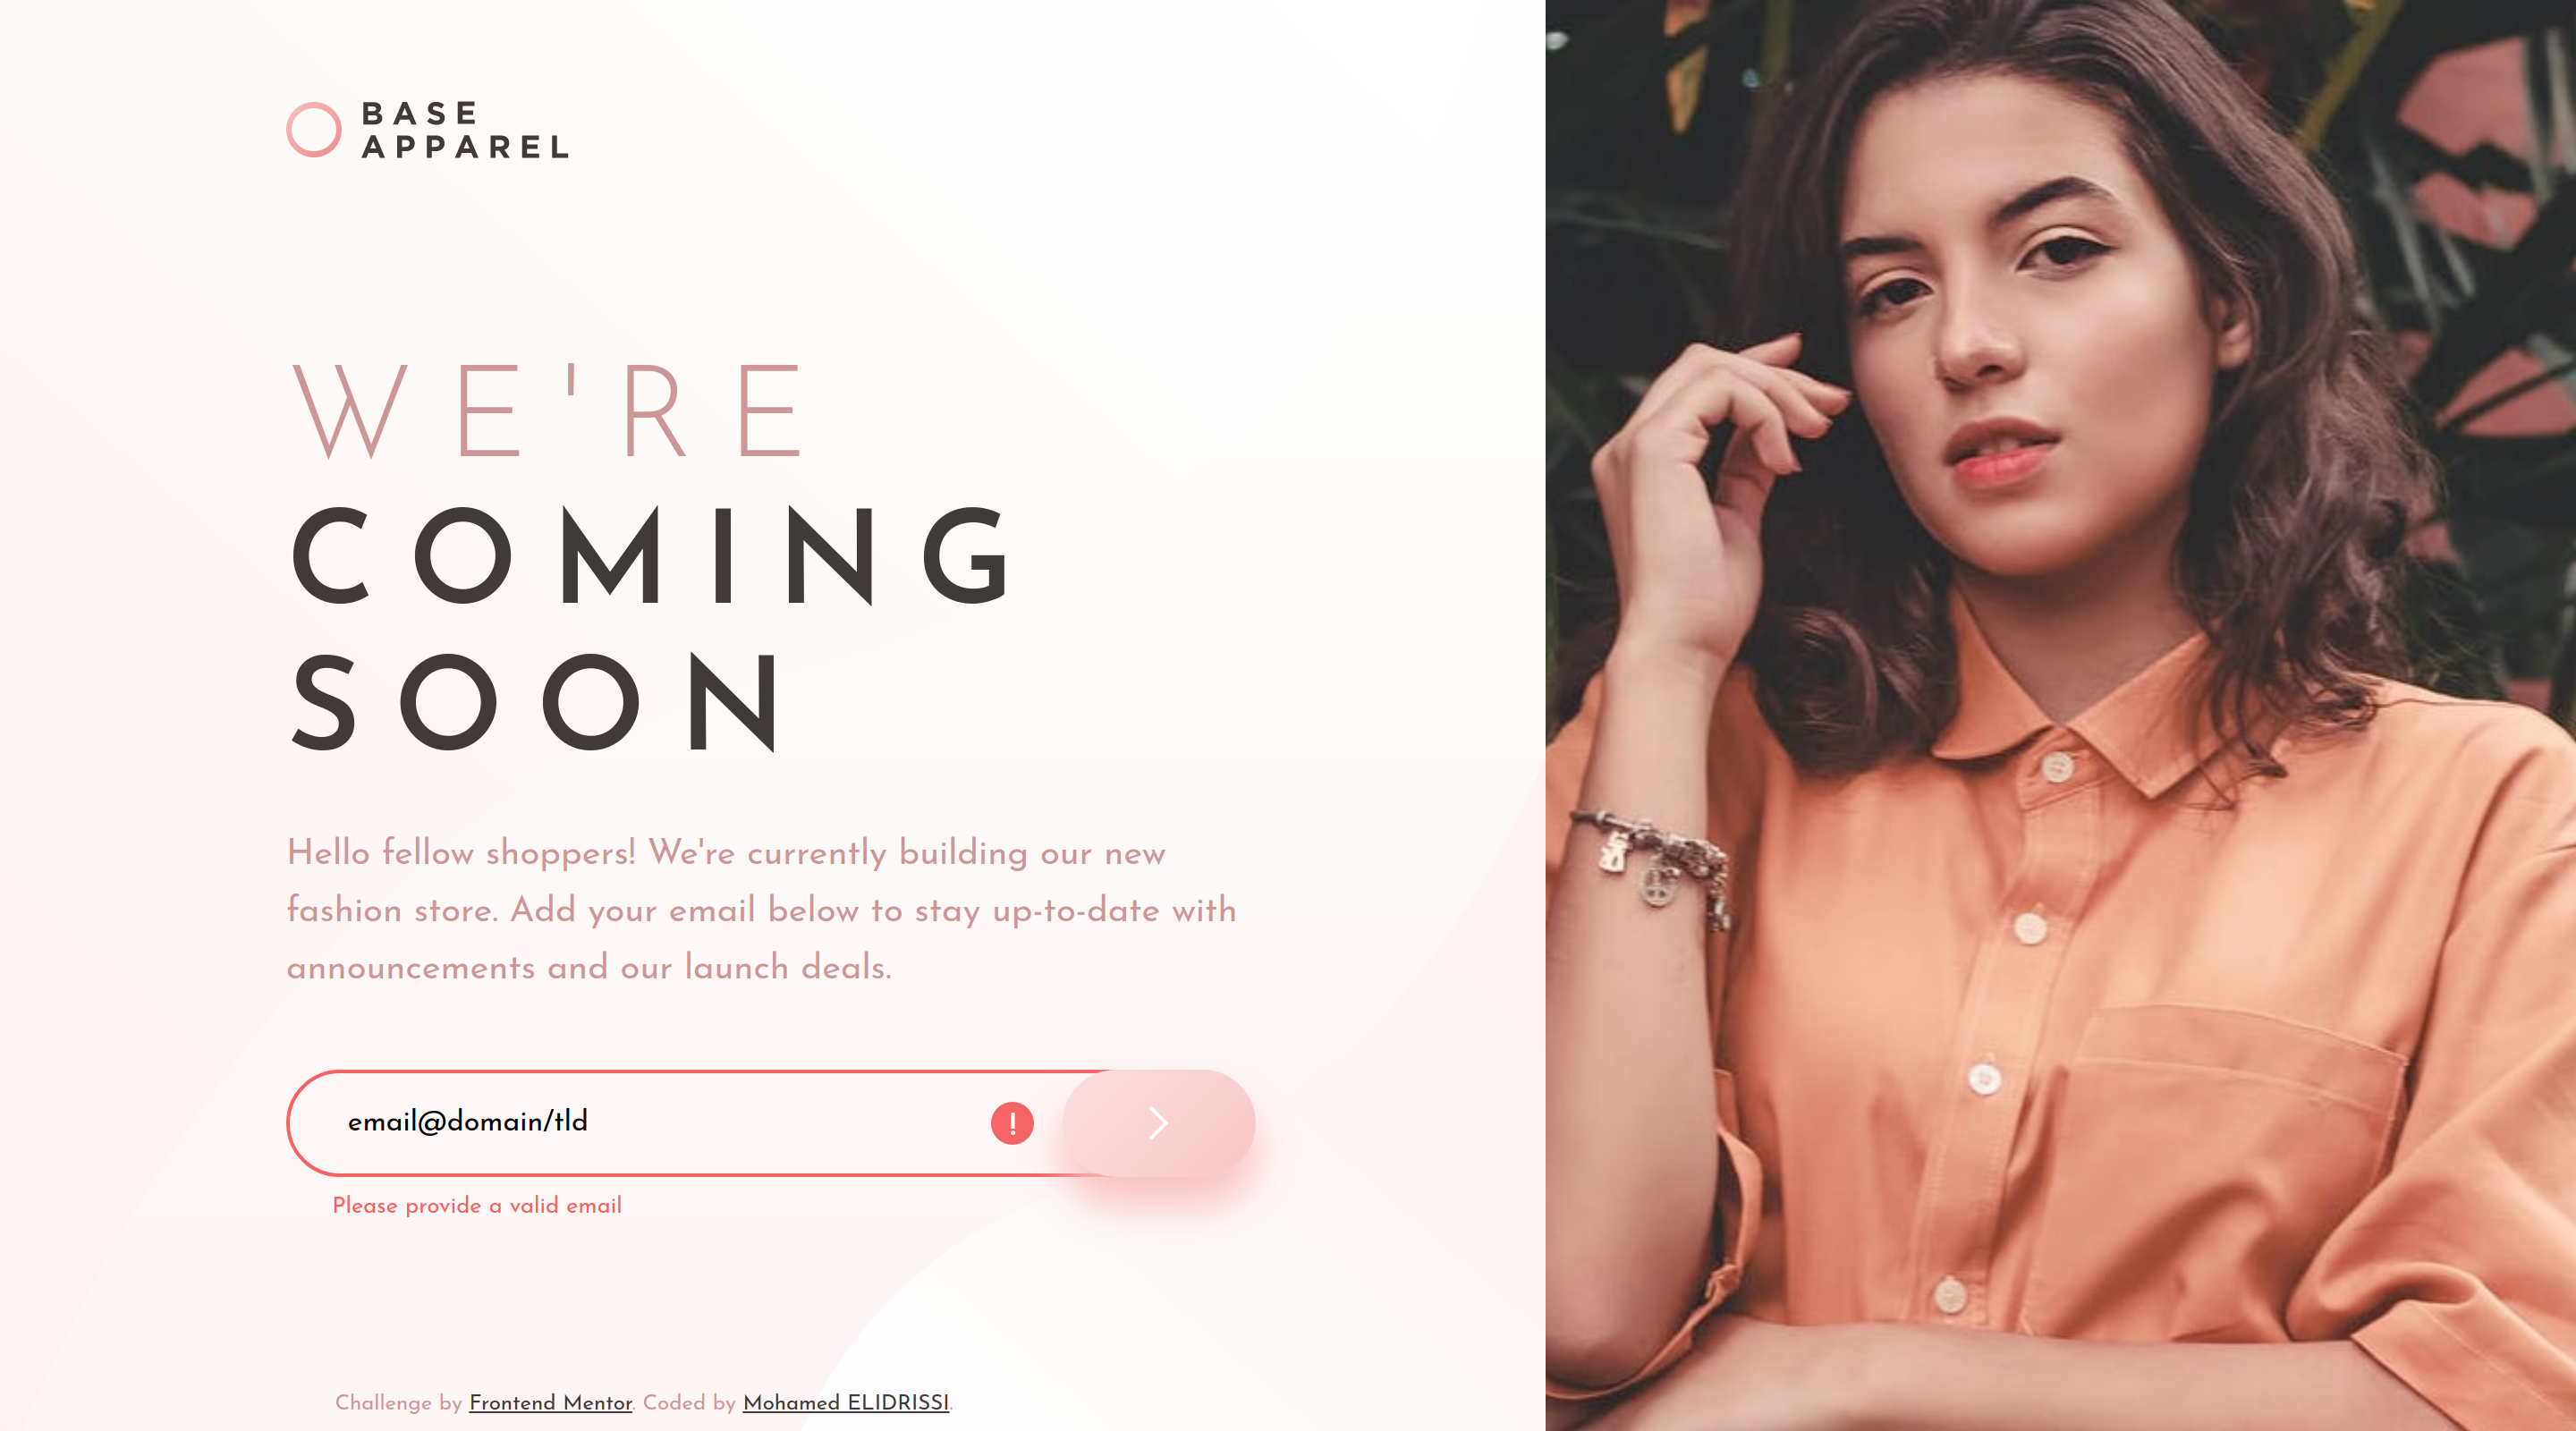 BASE
APPAREL
WE'RE
COMING
SOON
Hello fellow shoppers! We're currently building our new
fashion store. Add your email below to stay up-to-date with
announcements and our launch deals.
email@domain/tld
!
Please provide a valid email
Challenge by Frontend Mentor. Coded by Mohamed ELIDRISSI.